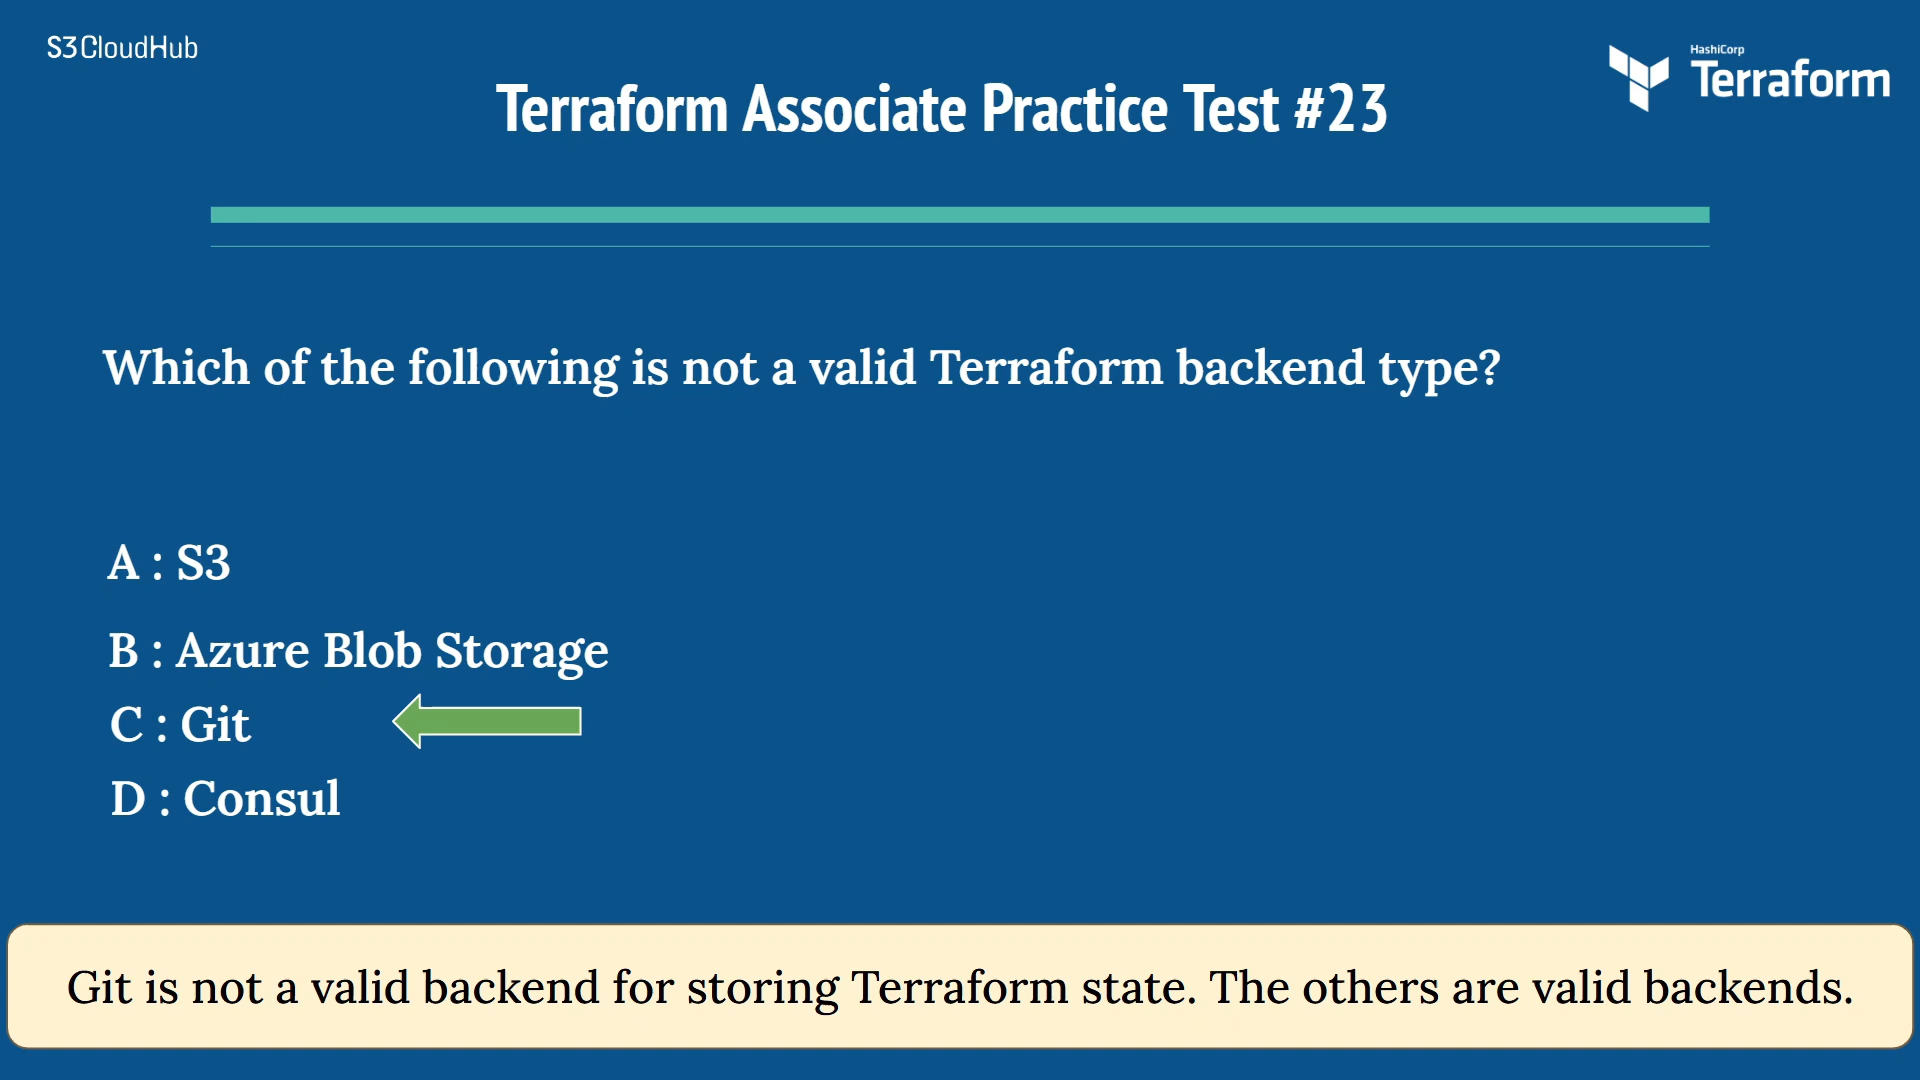 S3CloudHub
HashiCorp
Terraform
Terraform Associate Practice Test #23
Which of the following is not a valid Terraform backend type?
A : S3
B : Azure Blob Storage
C : Git
D : Consul
Git is not a valid backend for storing Terraform state. The others are valid backends.